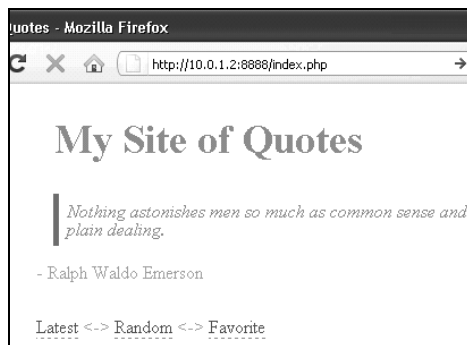 uotes - Mozilla Firefox
http://10.0.1.2:8888/index.php
My Site of Quotes
Nothing astonishes men so much as common sense and
plain dealing.
- Ralph Waldo Emerson
Latest <-> Random <-> Favorite